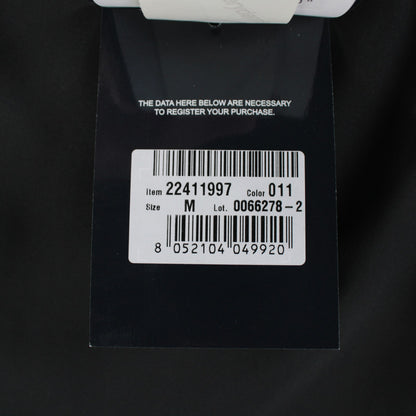 THE DATA HERE BELOW ARE NECESSARY
TO REGISTER YOUR PURCHASE.
Item 22411997 Color 011
Size M Lot. 0066278-2
8 052104 049920